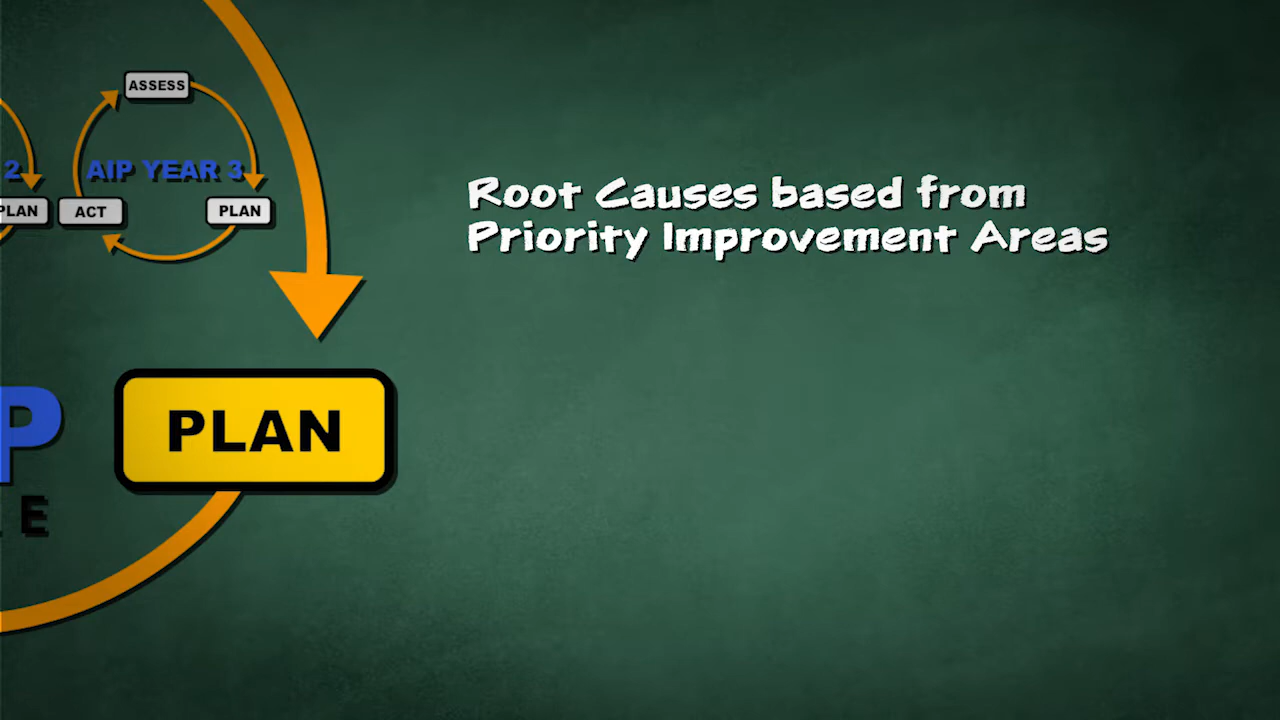 ASSESS
2
AIP YEAR 3
PLAN
ACT
PLAN
Root Causes based from
Priority Improvement Areas
P
PLAN
E